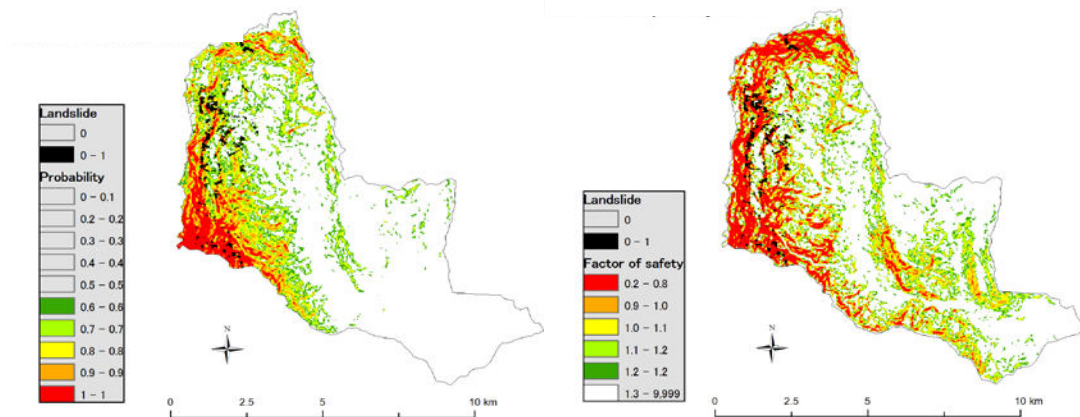 Landslide
0
0 - 1
Probability
0 - 0.1
0.2 - 0.2
0.3 - 0.3
0.4 - 0.4
0.5 - 0.5
0.6 - 0.6
0.7 - 0.7
0.8 - 0.8
0.9 - 0.9
1 - 1
N
0 2.5 5 10 km
Landslide
0
0 - 1
Factor of safety
0.2 - 0.8
0.9 - 1.0
1.0 - 1.1
1.1 - 1.2
1.2 - 1.2
1.3 - 9,999
N
0 2.5 5 10 km